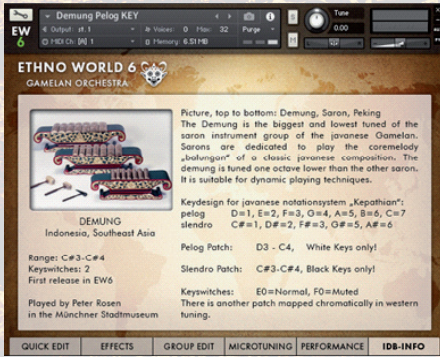 Demung Pelog KEY
Output: st.1
Voices: 0 Max: 32
Purge
MIDI Ch: [A] 1
Memory: 6.51 MB
S
M
Tune
0.00
EW
6
ETHNO WORLD 6
GAMELAN ORCHESTRA
DEMUNG
Indonesia, Southeast Asia
Range: C#3-C#4
Keyswitches: 2
First release in EW6
Played by Peter Rosen
in the Münchner Stadtmuseum
Picture, top to bottom: Demung, Saron, Peking
The Demung is the biggest and lowest tuned of the
saron instrument group of the javanese Gamelan.
Sarons are dedicated to play the coremelody
„balungan“ of a classic javanese composition. The
demung is tuned one octave lower than the other saron.
It is suitable for dynamic playing techniques.
Keydesign for javanese notationsystem „Kepathian“:
pelog D=1, E=2, F=3, G=4, A=5, B=6, C=7
slendro C#=1, D#=2, F#=3, G#=5, A#=6
Pelog Patch: D3 - C4, White Keys only!
Slendro Patch: C#3-C#4, Black Keys only!
Keyswitches: E0=Normal, F0=Muted
There is another patch mapped chromatically in western
tuning.
QUICK EDIT
EFFECTS
GROUP EDIT
MICROTUNING
PERFORMANCE
IDB-INFO